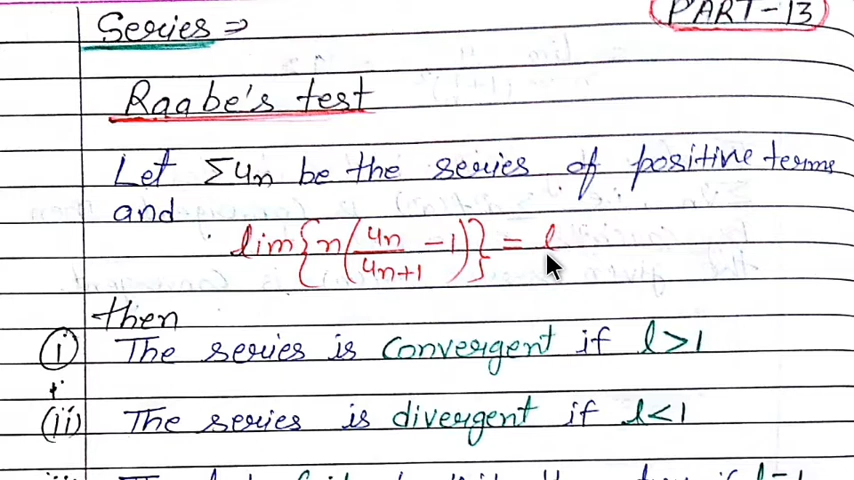 PART-13
Series ⇒
Raabe's test
Let Σun be the series of positive terms
and
lim{n(un/un+1 - 1)} = l
then
(i) The series is convergent if l>1
(ii) The series is divergent if l<1